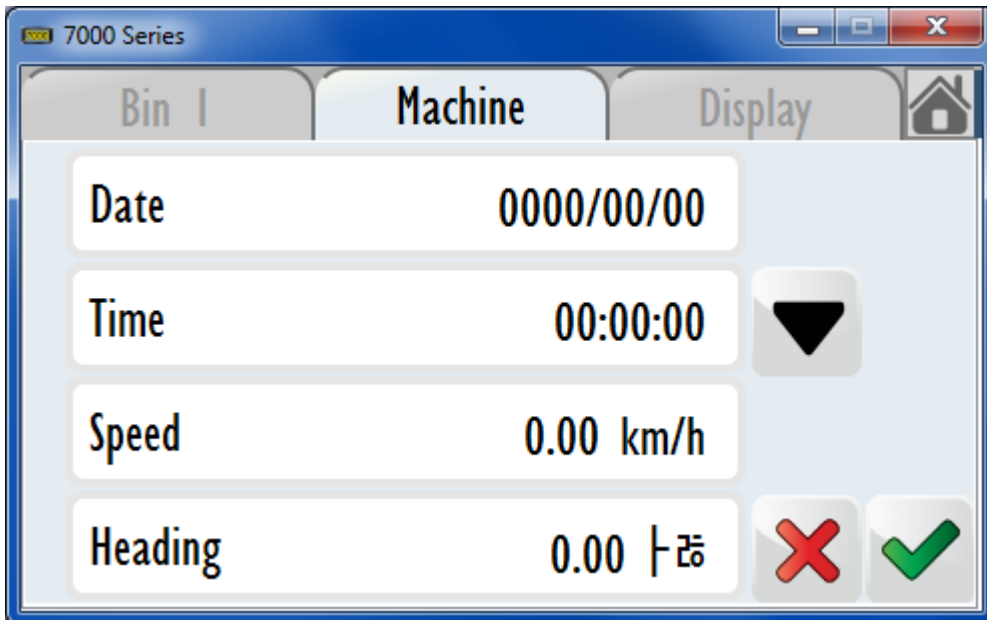 7000 Series
Bin 1 Machine Display
Date 0000/00/00
Time 00:00:00
Speed 0.00 km/h
Heading 0.00